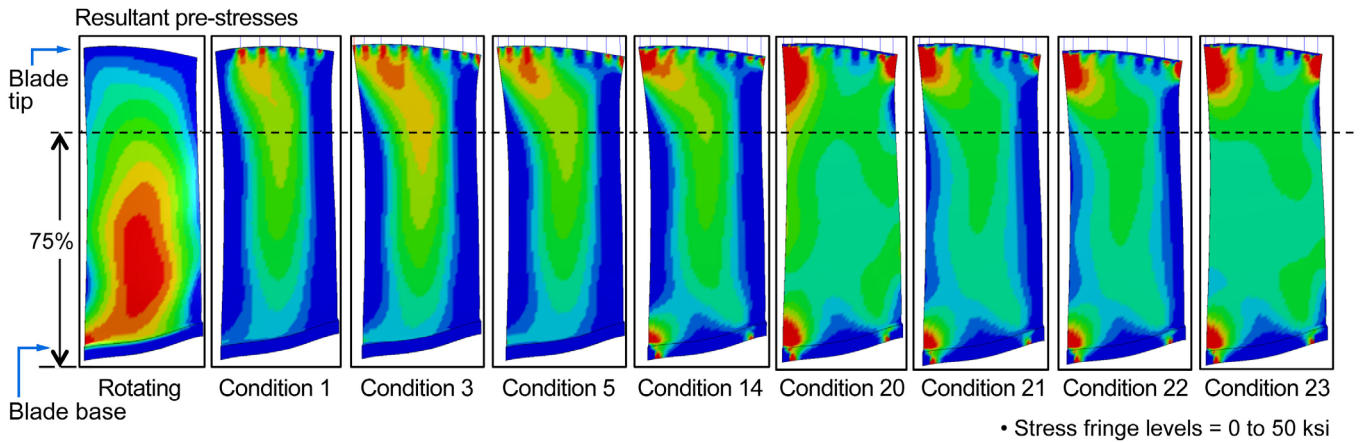 Resultant pre-stresses
Blade
tip
75%
Blade base
Rotating
Condition 1
Condition 3
Condition 5
Condition 14
Condition 20
Condition 21
Condition 22
Condition 23
• Stress fringe levels = 0 to 50 ksi